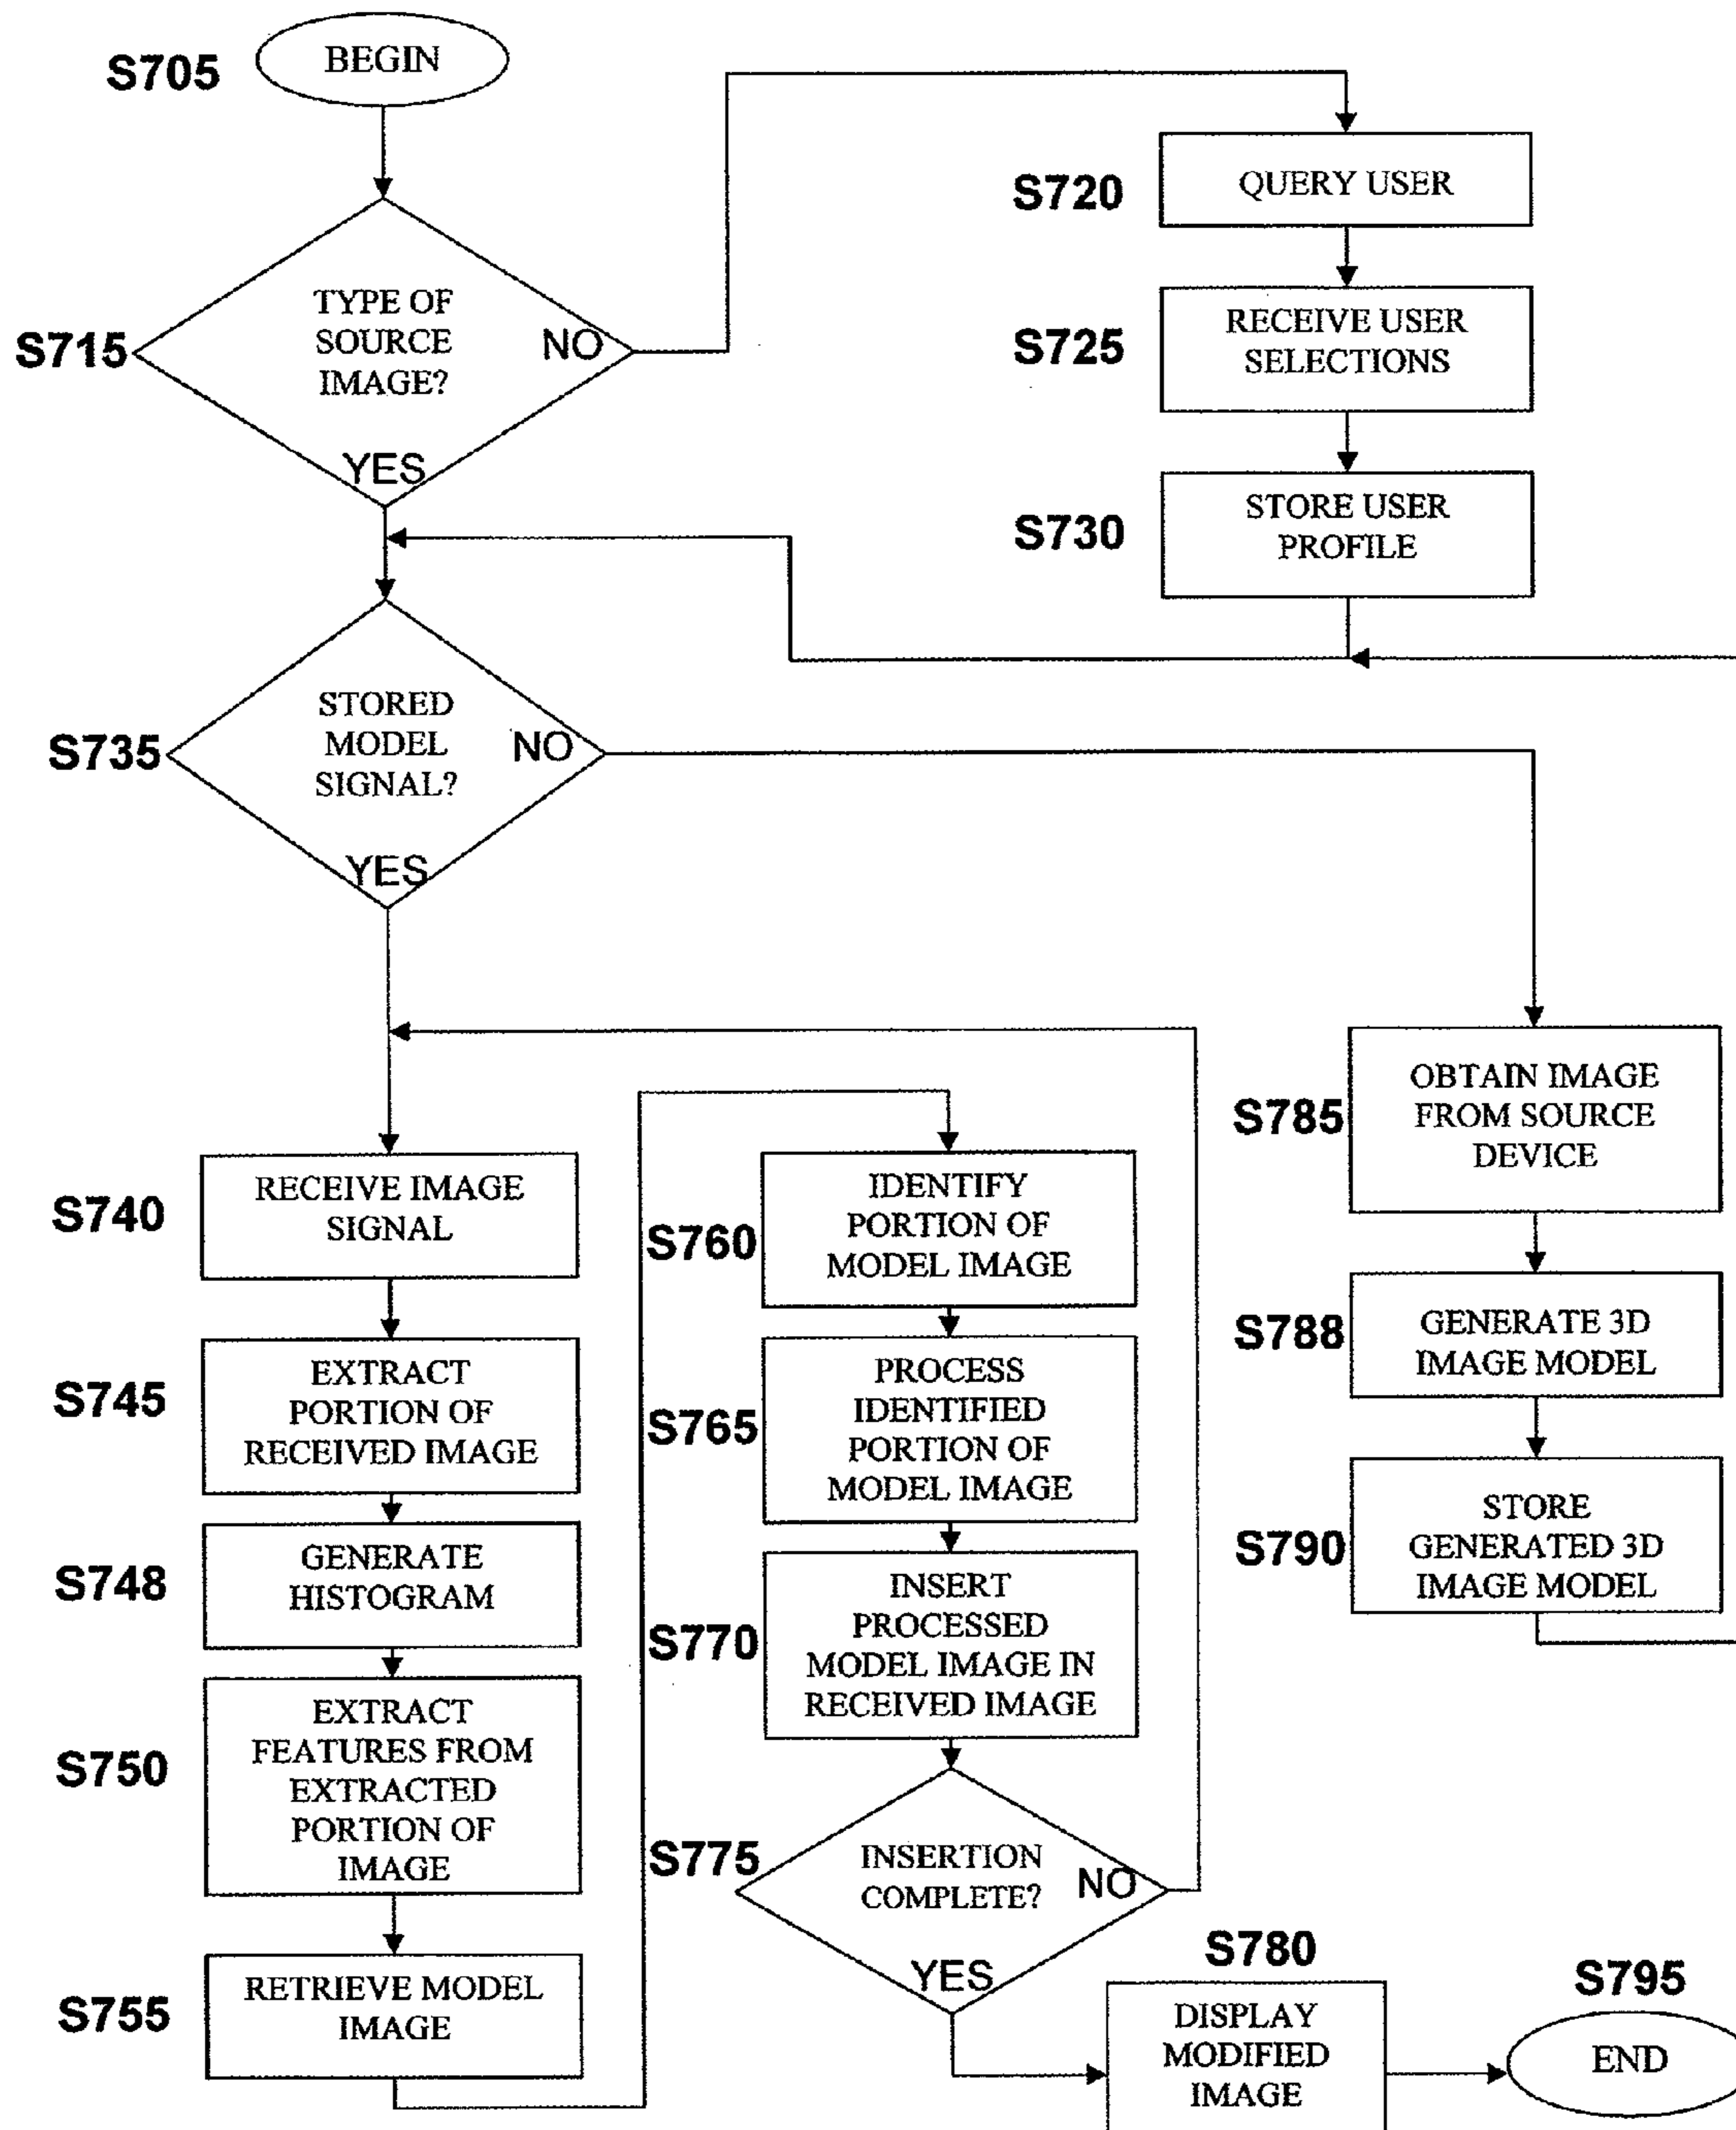 S705
BEGIN
S715
TYPE OF
SOURCE
IMAGE?
NO
YES
S720
QUERY USER
S725
RECEIVE USER
SELECTIONS
S730
STORE USER
PROFILE
S735
STORED
MODEL
SIGNAL?
NO
YES
S740
RECEIVE IMAGE
SIGNAL
S745
EXTRACT
PORTION OF
RECEIVED IMAGE
S748
GENERATE
HISTOGRAM
S750
EXTRACT
FEATURES FROM
EXTRACTED
PORTION OF
IMAGE
S755
RETRIEVE MODEL
IMAGE
S760
IDENTIFY
PORTION OF
MODEL IMAGE
S765
PROCESS
IDENTIFIED
PORTION OF
MODEL IMAGE
S770
INSERT
PROCESSED
MODEL IMAGE IN
RECEIVED IMAGE
S775
INSERTION
COMPLETE?
NO
YES
S780
DISPLAY
MODIFIED
IMAGE
S785
OBTAIN IMAGE
FROM SOURCE
DEVICE
S788
GENERATE 3D
IMAGE MODEL
S790
STORE
GENERATED 3D
IMAGE MODEL
S795
END